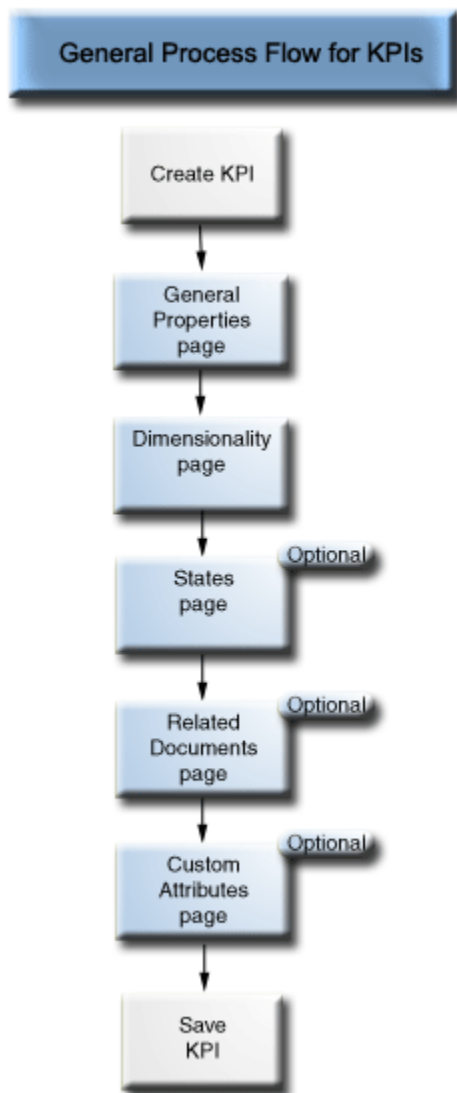 General Process Flow for KPIs
Create KPI
General
Properties
page
Dimensionality
page
Optional
States
page
Optional
Related
Documents
page
Optional
Custom
Attributes
page
Save
KPI